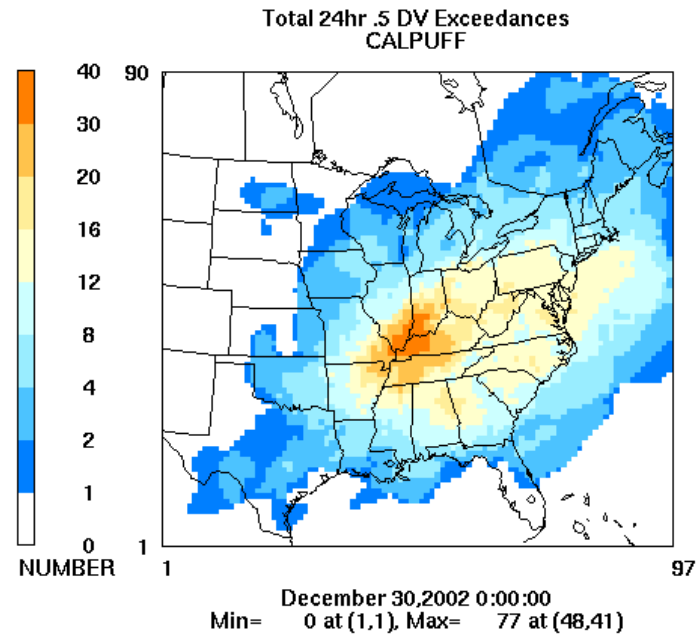 Total 24hr .5 DV Exceedances
CALPUFF
40
30
20
16
12
8
4
2
1
0
NUMBER
90
1
1
97
December 30,2002 0:00:00
Min= 0 at (1,1), Max= 77 at (48,41)